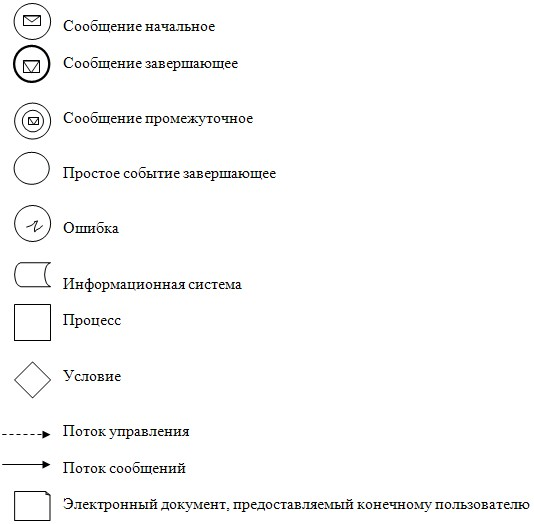 Сообщение начальное
Сообщение завершающее
Сообщение промежуточное
Простое событие завершающее
Ошибка
Информационная система
Процесс
Условие
Поток управления
Поток сообщений
Электронный документ, предоставляемый конечному пользователю